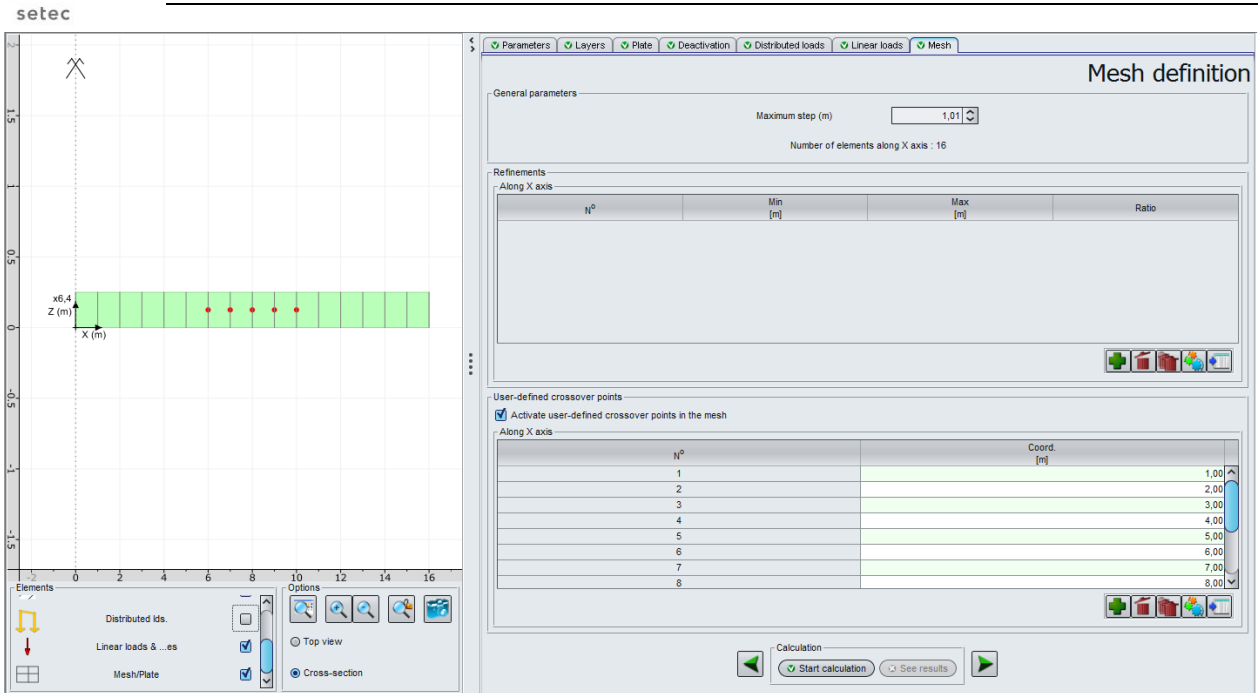 setec
Parameters
Layers
Plate
Deactivation
Distributed loads
Linear loads
Mesh
Mesh definition
General parameters
Maximum step (m)
1,01
Number of elements along X axis : 16
Refinements
Along X axis
N° Min [m] Max [m] Ratio
User-defined crossover points
Activate user-defined crossover points in the mesh
Along X axis
N° Coord. [m]
1 1,00
2 2,00
3 3,00
4 4,00
5 5,00
6 6,00
7 7,00
8 8,00
Calculation
Start calculation
See results
2
1.5
1
0.5
0
-0.5
-1
-1.5
x6,4
Z (m)
X (m)
-2 0 2 4 6 8 10 12 14 16
Elements
Distributed lds.
Linear loads & ...es
Mesh/Plate
Options
Top view
Cross-section